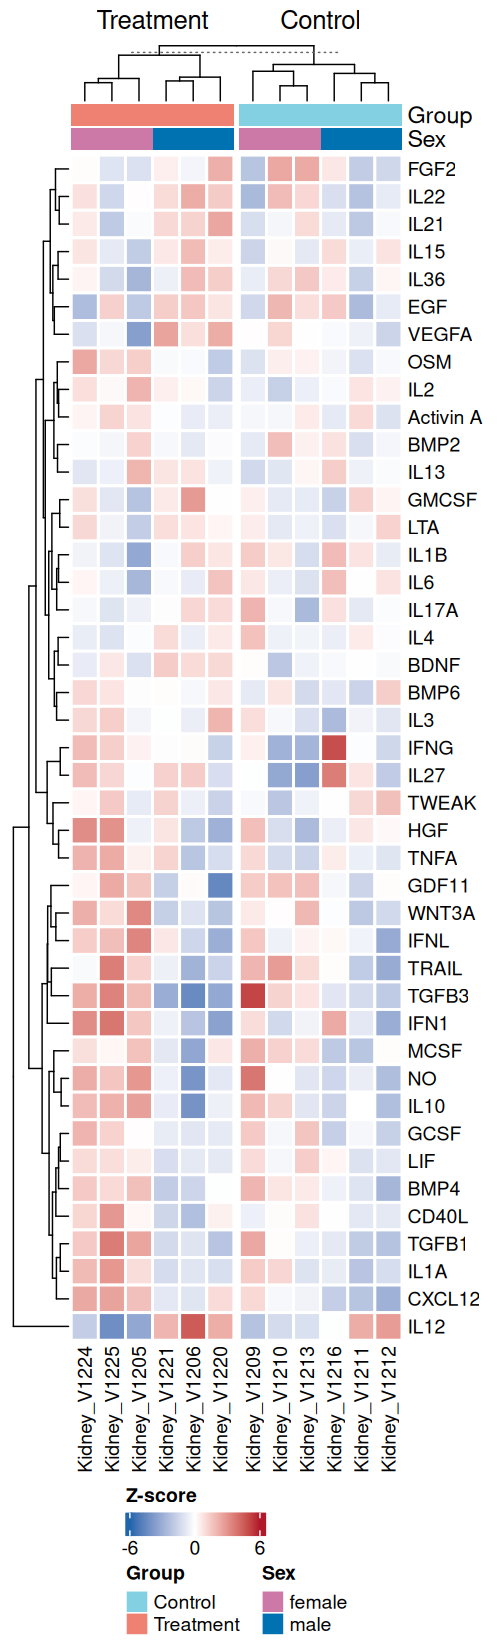 Treatment Control
Group
Sex
FGF2
IL22
IL21
IL15
IL36
EGF
VEGFA
OSM
IL2
Activin A
BMP2
IL13
GMCSF
LTA
IL1B
IL6
IL17A
IL4
BDNF
BMP6
IL3
IFNG
IL27
TWEAK
HGF
TNFA
GDF11
WNT3A
IFNL
TRAIL
TGFB3
IFN1
MCSF
NO
IL10
GCSF
LIF
BMP4
CD40L
TGFB1
IL1A
CXCL12
IL12
Kidney_V1224
Kidney_V1225
Kidney_V1205
Kidney_V1221
Kidney_V1206
Kidney_V1220
Kidney_V1209
Kidney_V1210
Kidney_V1213
Kidney_V1216
Kidney_V1211
Kidney_V1212
Z-score
-6 0 6
Group Sex
Control female
Treatment male